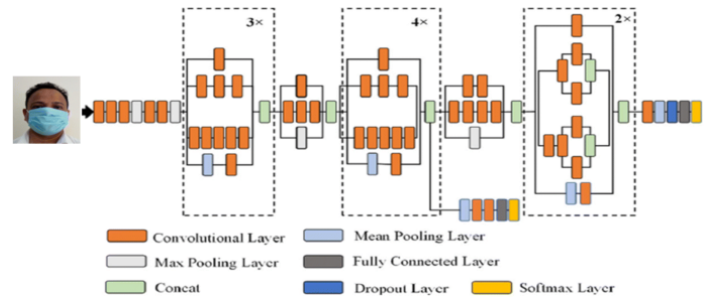 3×
4×
2×
Convolutional Layer
Mean Pooling Layer
Max Pooling Layer
Fully Connected Layer
Concat
Dropout Layer
Softmax Layer